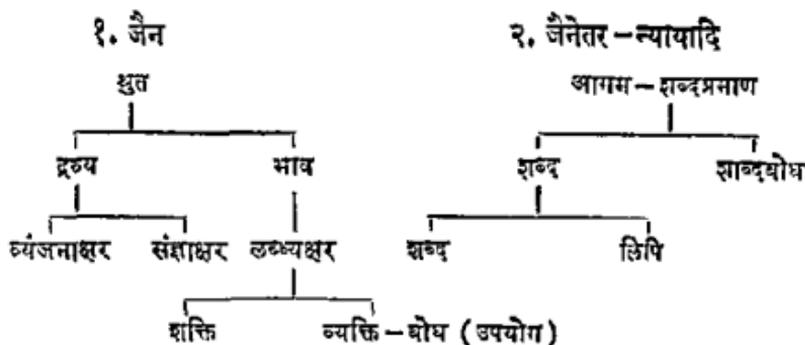 १. जैन २. जैनेतर – न्यायादि
श्रुत आगम – शब्दप्रमाण
द्रव्य भाव शब्द शाब्दबोध
व्यंजनाक्षर संज्ञाक्षर लब्ध्यक्षर शब्द लिपि
शक्ति व्यक्ति – बोध (उपयोग)